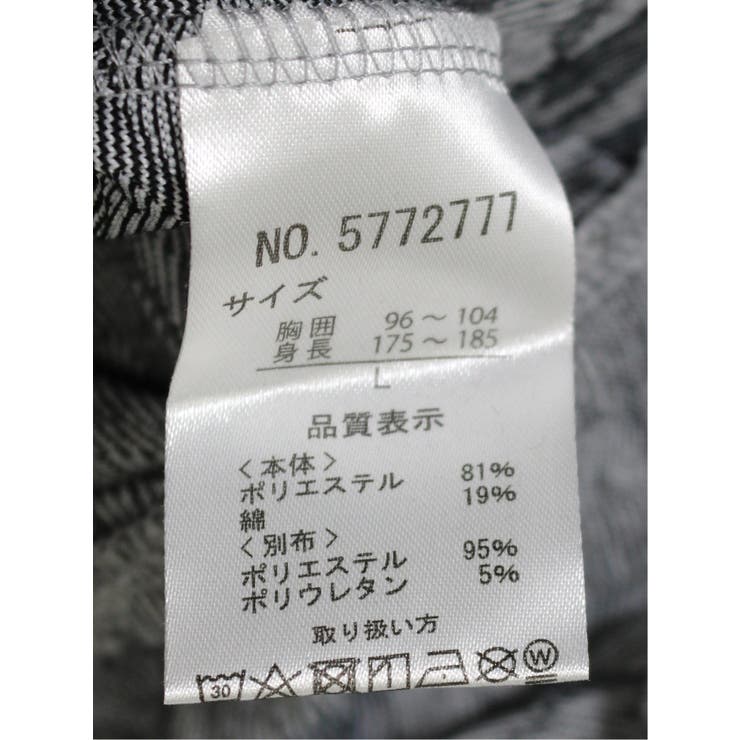 NO. 5772777
サイズ
胸囲 96～104
身長 175～185
L
品質表示
＜本体＞
ポリエステル 81%
綿 19%
＜別布＞
ポリエステル 95%
ポリウレタン 5%
取り扱い方
30
W